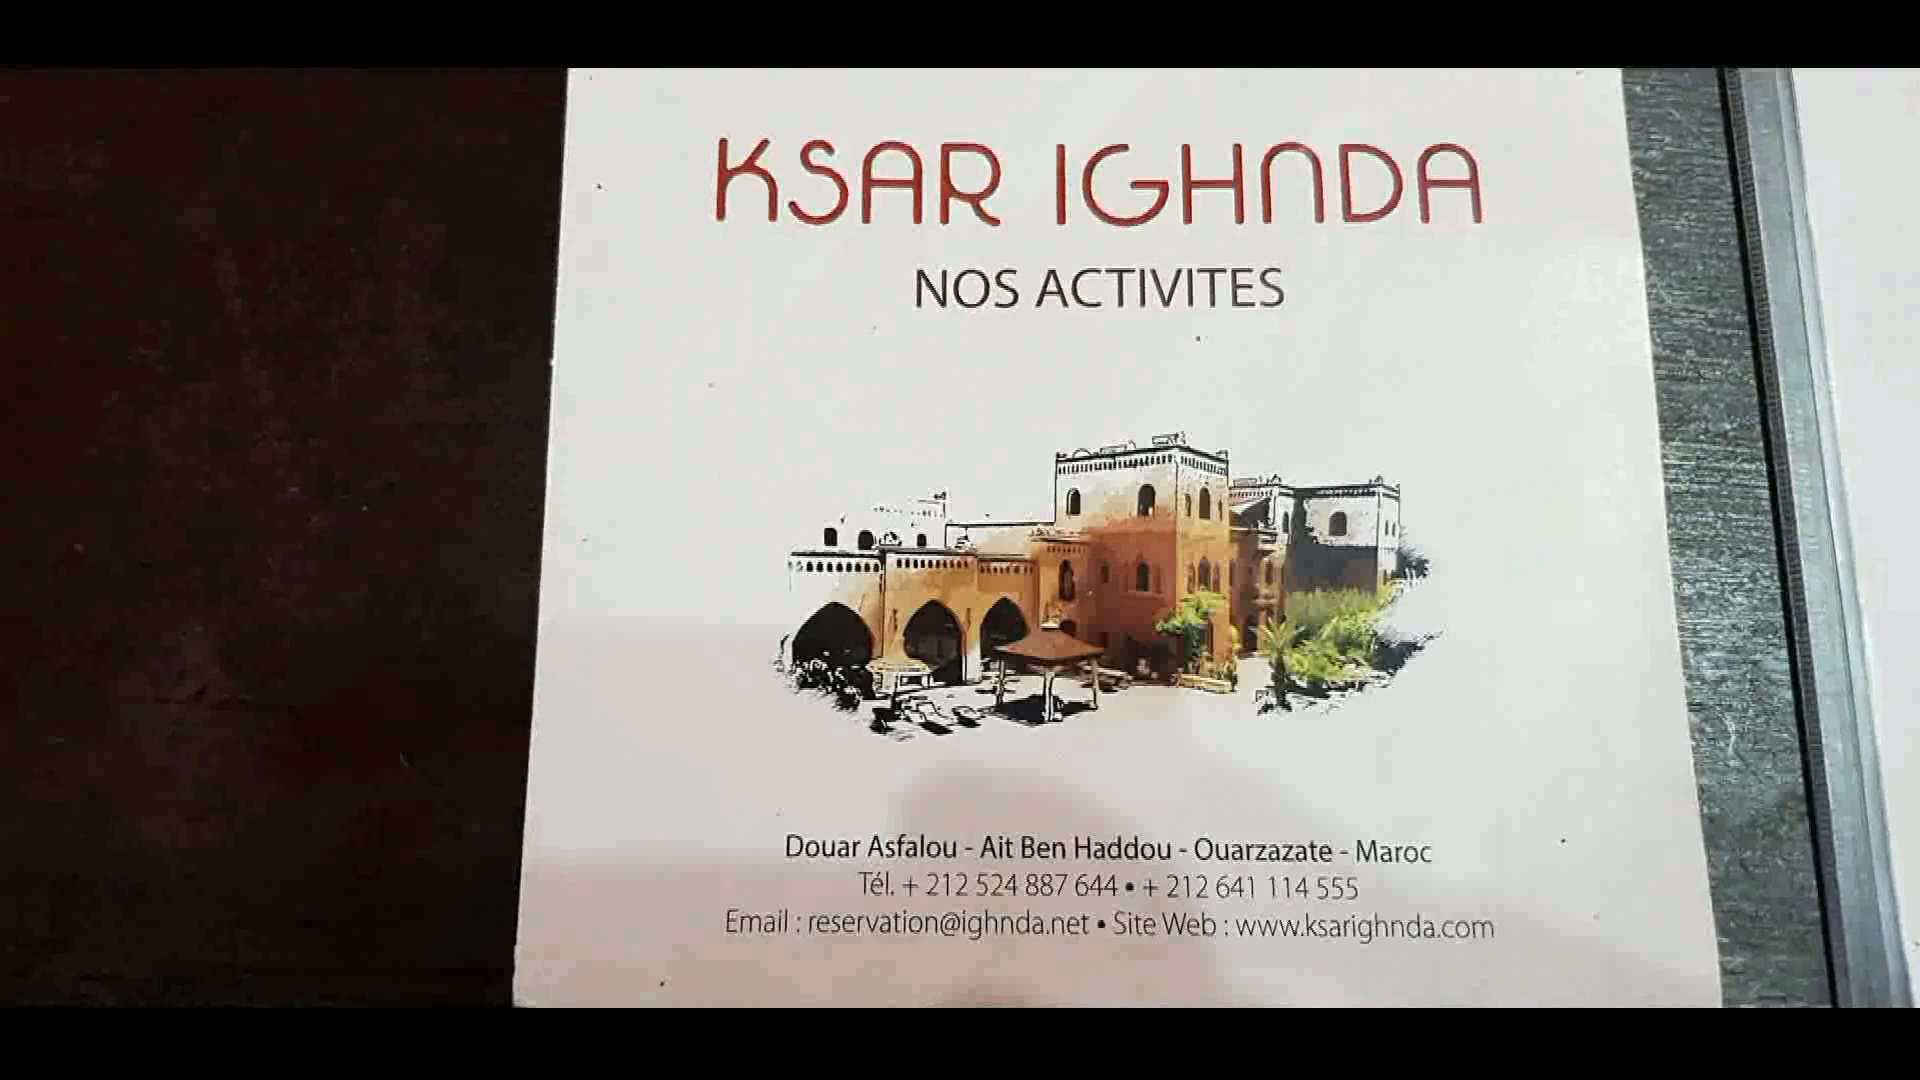 KSAR IGHNDA
NOS ACTIVITES
Douar Asfalou - Ait Ben Haddou - Ouarzazate - Maroc
Tél. + 212 524 887 644 • + 212 641 114 555
Email : reservation@ighnda.net • Site Web : www.ksarighnda.com